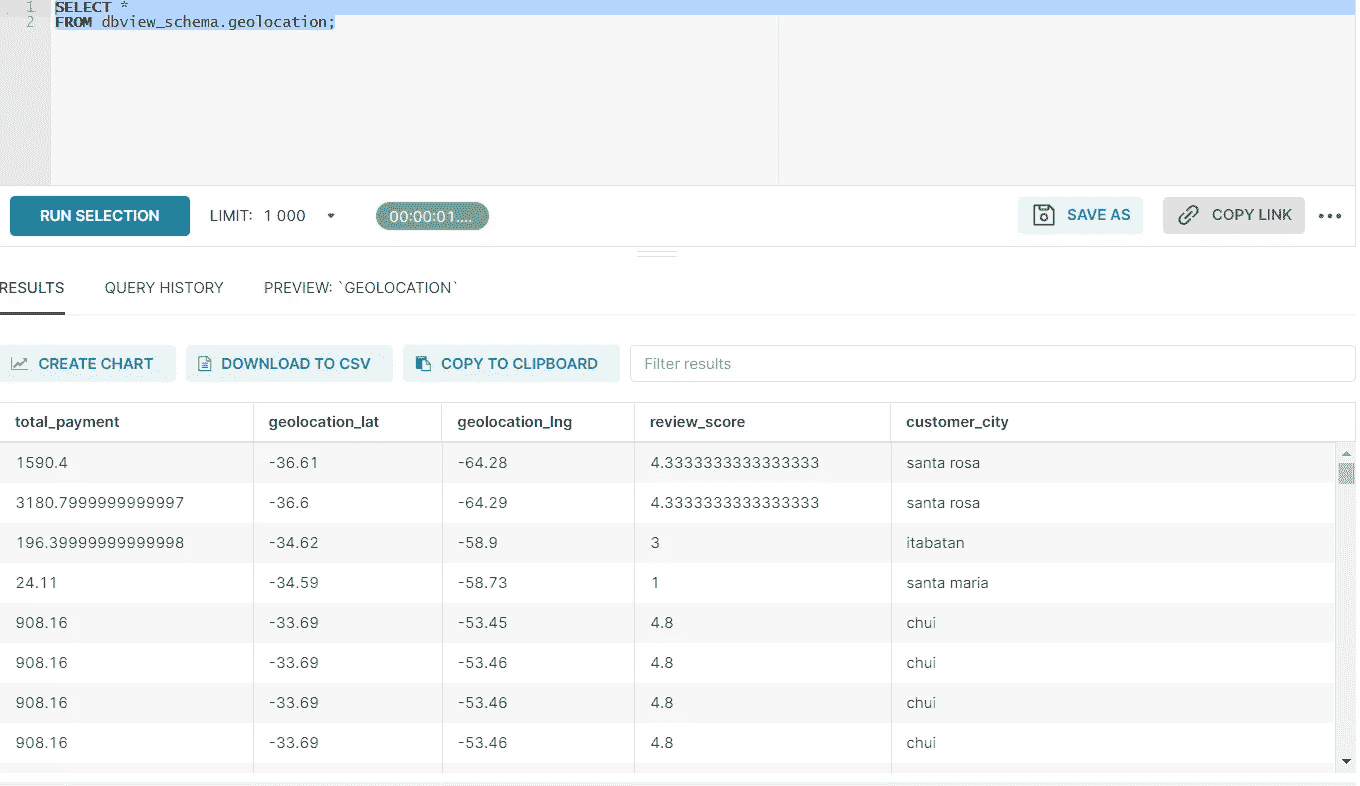 1 SELECT *
2 FROM dbview_schema.geolocation;
RUN SELECTION LIMIT: 1 000 00:00:01.... SAVE AS COPY LINK
RESULTS QUERY HISTORY PREVIEW: `GEOLOCATION`
CREATE CHART DOWNLOAD TO CSV COPY TO CLIPBOARD Filter results
total_payment geolocation_lat geolocation_lng review_score customer_city
1590.4 -36.61 -64.28 4.3333333333333333 santa rosa
3180.7999999999997 -36.6 -64.29 4.3333333333333333 santa rosa
196.39999999999998 -34.62 -58.9 3 itabatan
24.11 -34.59 -58.73 1 santa maria
908.16 -33.69 -53.45 4.8 chui
908.16 -33.69 -53.46 4.8 chui
908.16 -33.69 -53.46 4.8 chui
908.16 -33.69 -53.46 4.8 chui